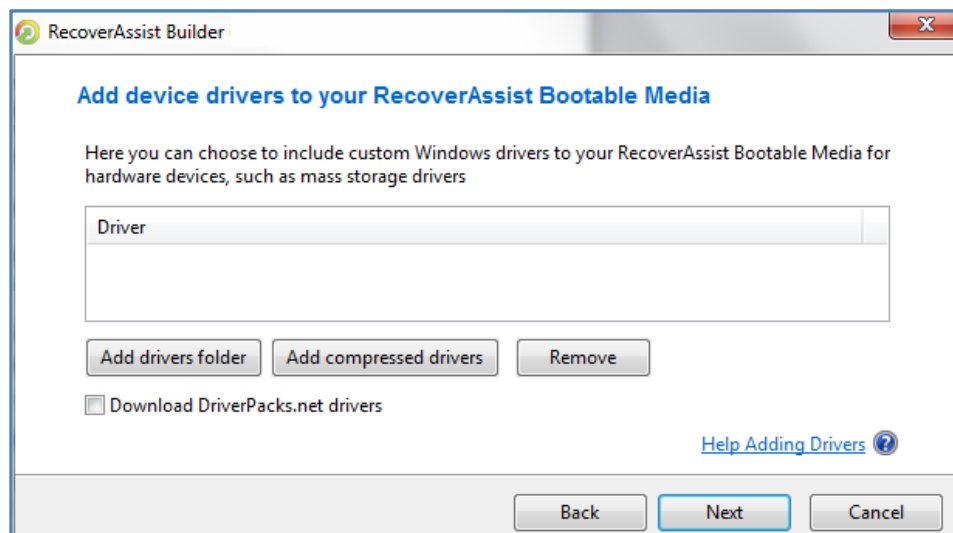 RecoverAssist Builder
X
Add device drivers to your RecoverAssist Bootable Media
Here you can choose to include custom Windows drivers to your RecoverAssist Bootable Media for
hardware devices, such as mass storage drivers
Driver
Add drivers folder Add compressed drivers Remove
Download DriverPacks.net drivers
Help Adding Drivers ?
Back Next Cancel